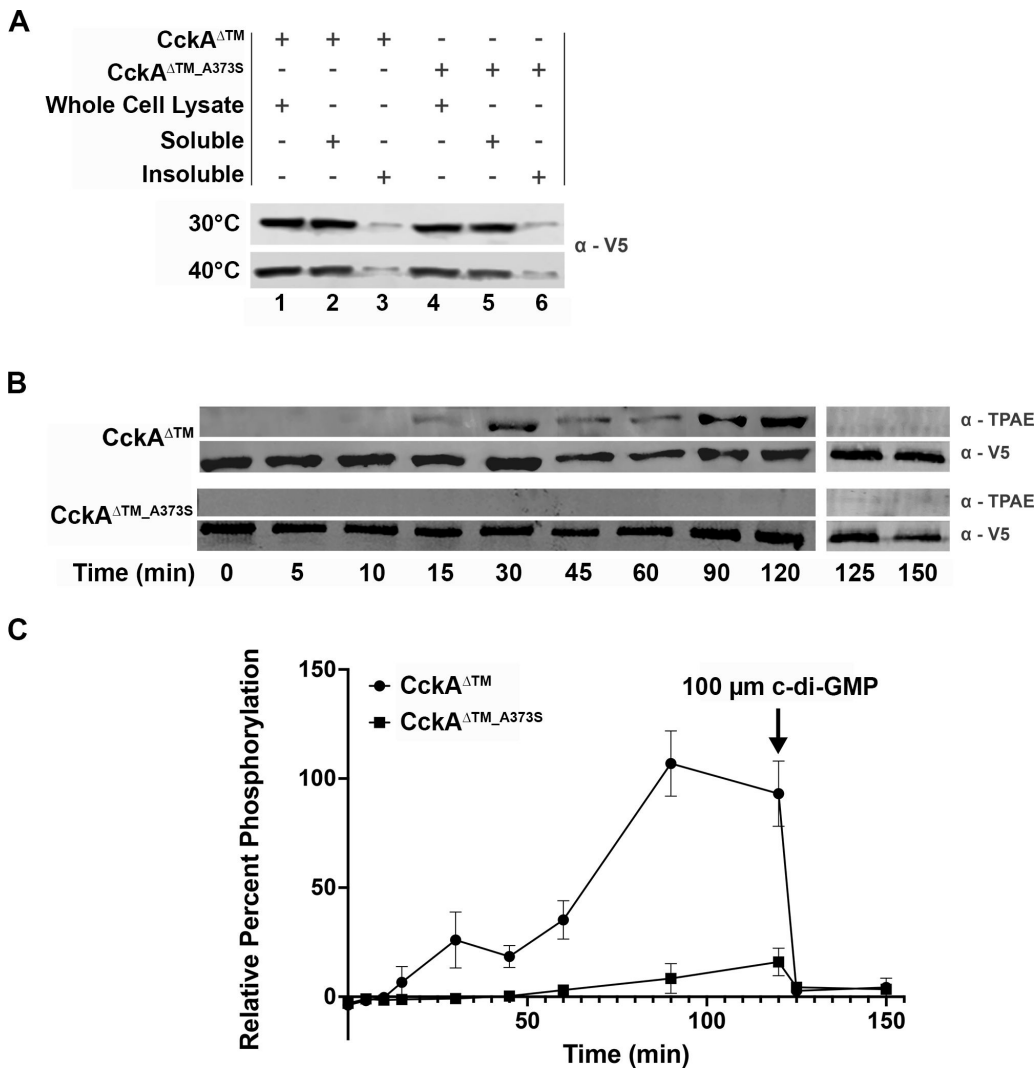 A
CckA^ΔTM + + + - - -
CckA^ΔTM_A373S - - - + + +
Whole Cell Lysate + - - + - -
Soluble - + - - + -
Insoluble - - + - - +
30°C
α - V5
40°C
1 2 3 4 5 6
B
CckA^ΔTM
α - TPAE
α - V5
CckA^ΔTM_A373S
α - TPAE
α - V5
Time (min) 0 5 10 15 30 45 60 90 120 125 150
C
Relative Percent Phosphorylation
150
100
50
0
CckA^ΔTM
CckA^ΔTM_A373S
100 μm c-di-GMP
50 100 150
Time (min)